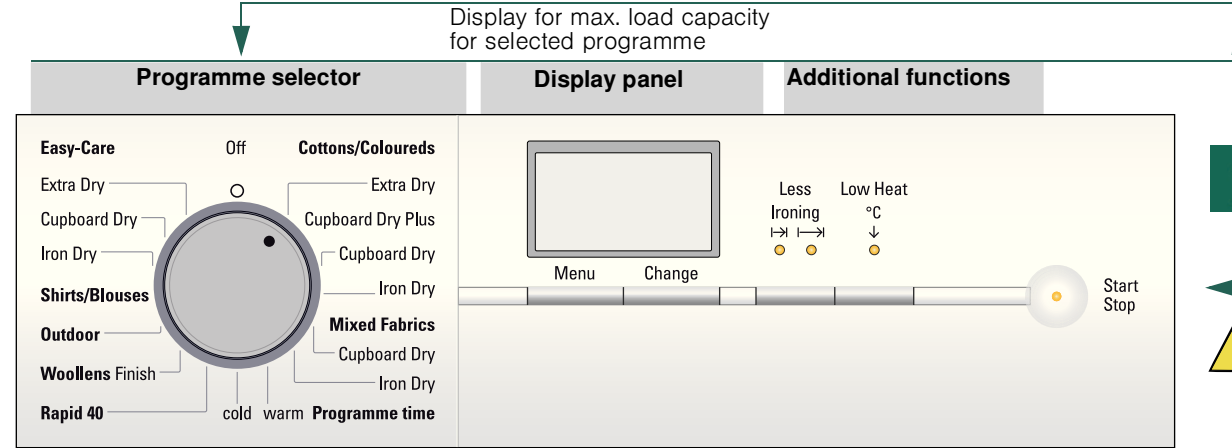 Display for max. load capacity
for selected programme
Programme selector
Display panel
Additional functions
Easy-Care
Off
Cottons/Coloureds
Extra Dry
Extra Dry
Cupboard Dry
Cupboard Dry Plus
Iron Dry
Cupboard Dry
Shirts/Blouses
Iron Dry
Outdoor
Mixed Fabrics
Cupboard Dry
Woollens Finish
Iron Dry
Rapid 40
cold
warm
Programme time
Less
Ironing
Low Heat
°C
Menu
Change
Start
Stop